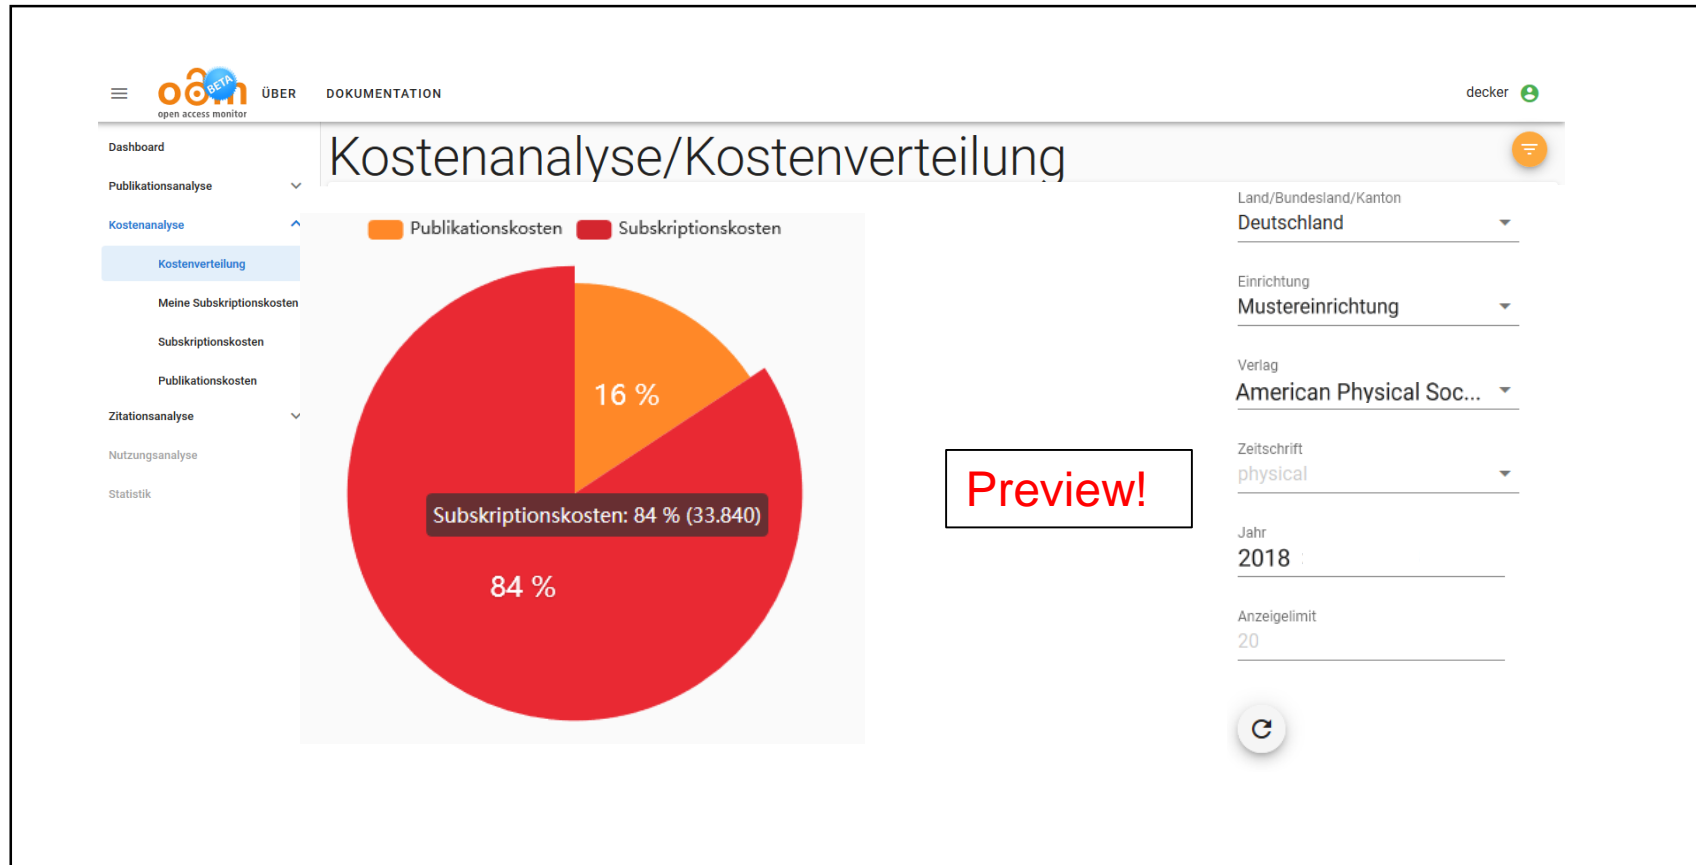 oam
BETA
open access monitor
ÜBER
DOKUMENTATION
decker
Dashboard
Publikationsanalyse
Kostenanalyse
Kostenverteilung
Meine Subskriptionskosten
Subskriptionskosten
Publikationskosten
Zitationsanalyse
Nutzungsanalyse
Statistik
Kostenanalyse/Kostenverteilung
Publikationskosten
Subskriptionskosten
16 %
Subskriptionskosten: 84 % (33.840)
84 %
Preview!
Land/Bundesland/Kanton
Deutschland
Einrichtung
Mustereinrichtung
Verlag
American Physical Soc...
Zeitschrift
physical
Jahr
2018
Anzeigelimit
20